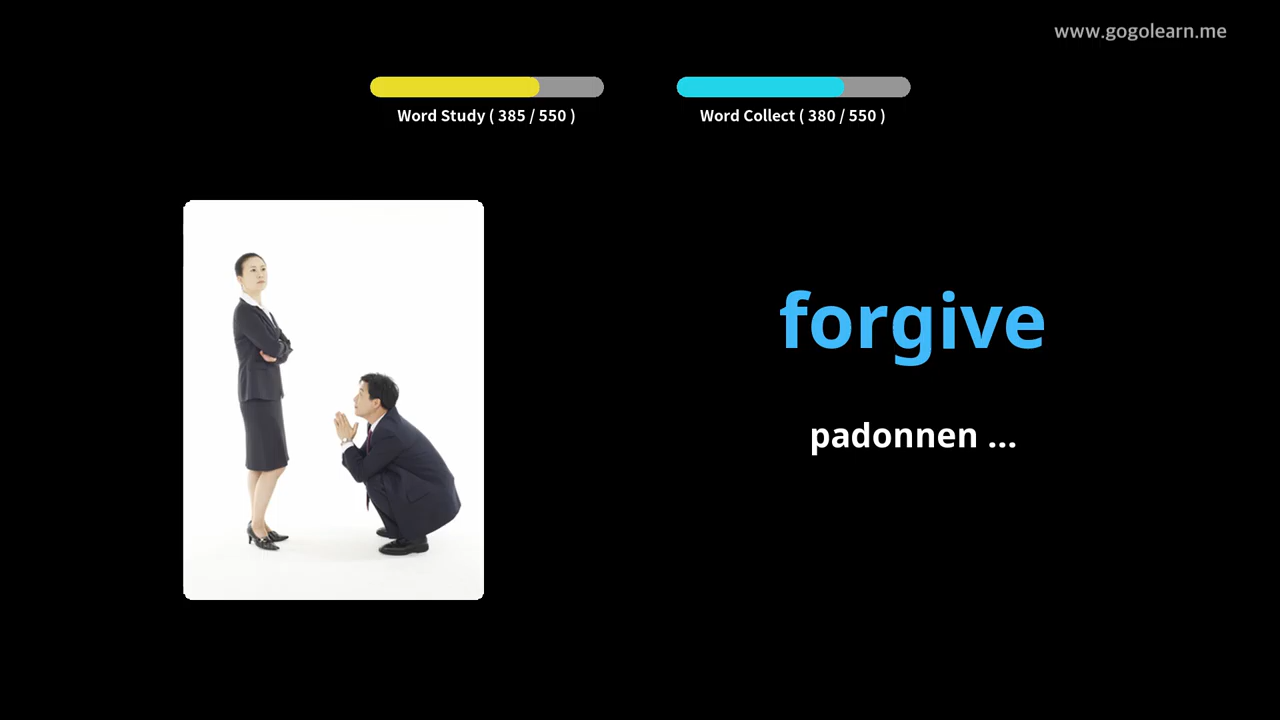 www.gogolearn.me
Word Study ( 385 / 550 )
Word Collect ( 380 / 550 )
forgive
padonnen ...